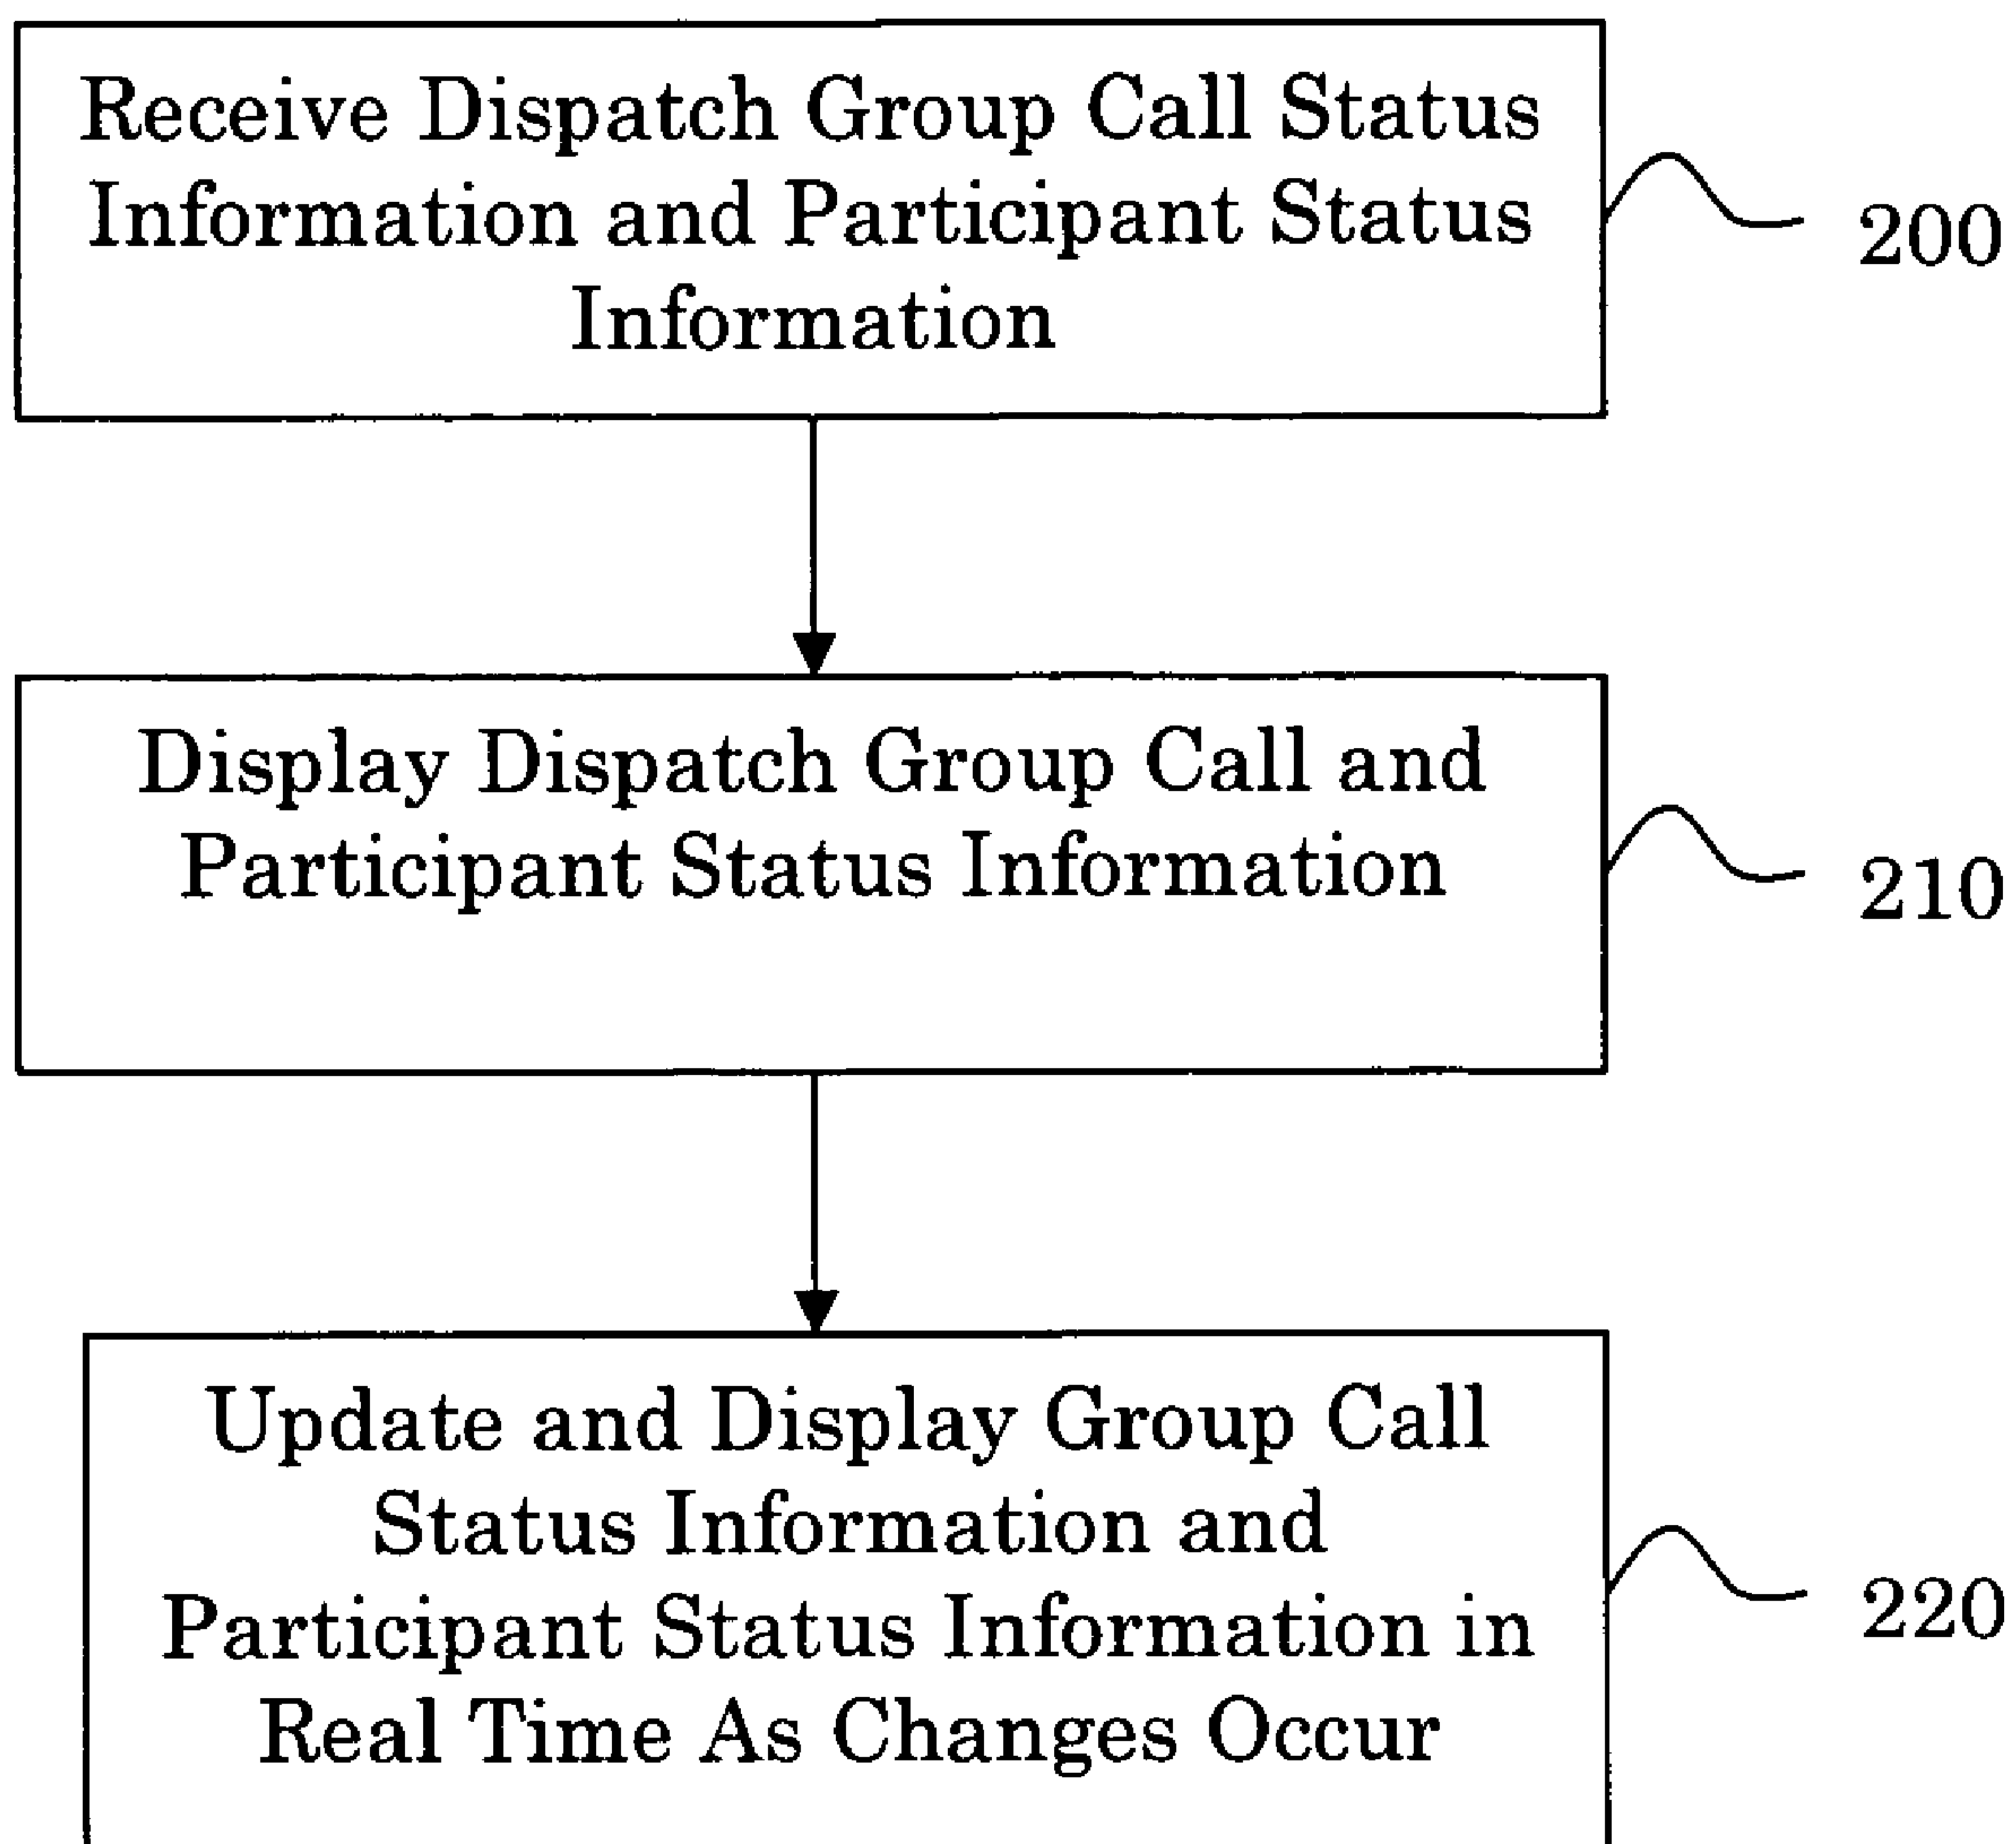 Receive Dispatch Group Call Status
Information and Participant Status
Information
200
Display Dispatch Group Call and
Participant Status Information
210
Update and Display Group Call
Status Information and
Participant Status Information in
Real Time As Changes Occur
220